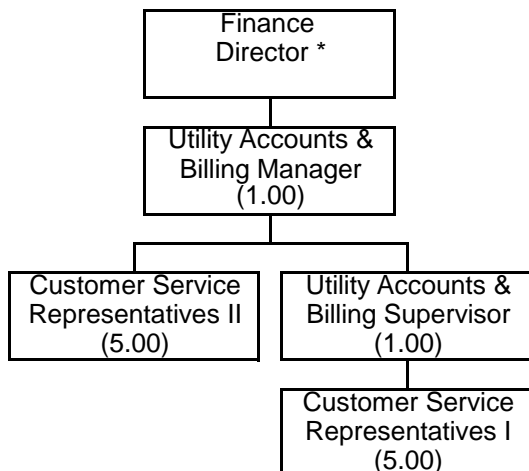 Finance
Director *
Utility Accounts &
Billing Manager
(1.00)
Customer Service
Representatives II
(5.00)
Utility Accounts &
Billing Supervisor
(1.00)
Customer Service
Representatives I
(5.00)